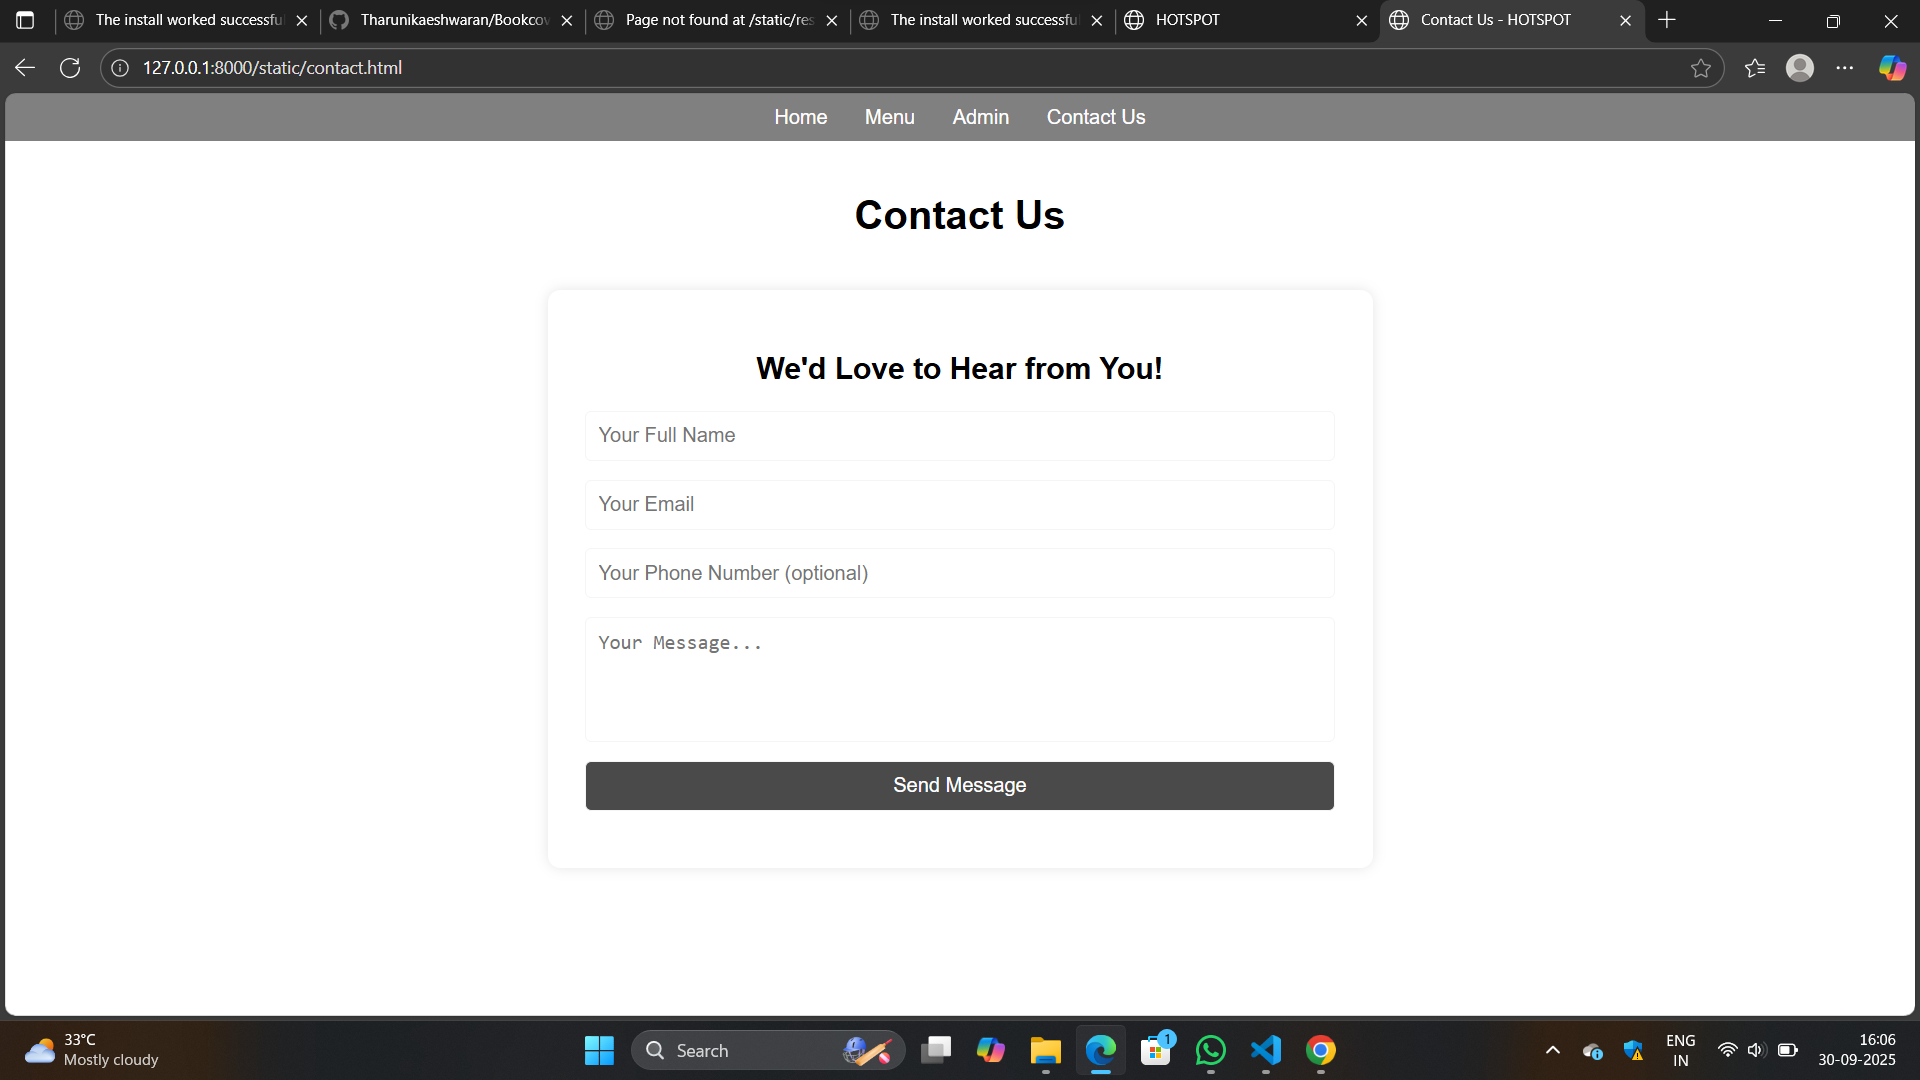 The install worked successfu
Tharunikaeshwaran/Bookcov
Page not found at /static/res
The install worked successfu
HOTSPOT
Contact Us - HOTSPOT
127.0.0.1:8000/static/contact.html
Home Menu Admin Contact Us
Contact Us
We'd Love to Hear from You!
Your Full Name
Your Email
Your Phone Number (optional)
Your Message...
Send Message
33°C
Mostly cloudy
Search
1
ENG
IN
16:06
30-09-2025